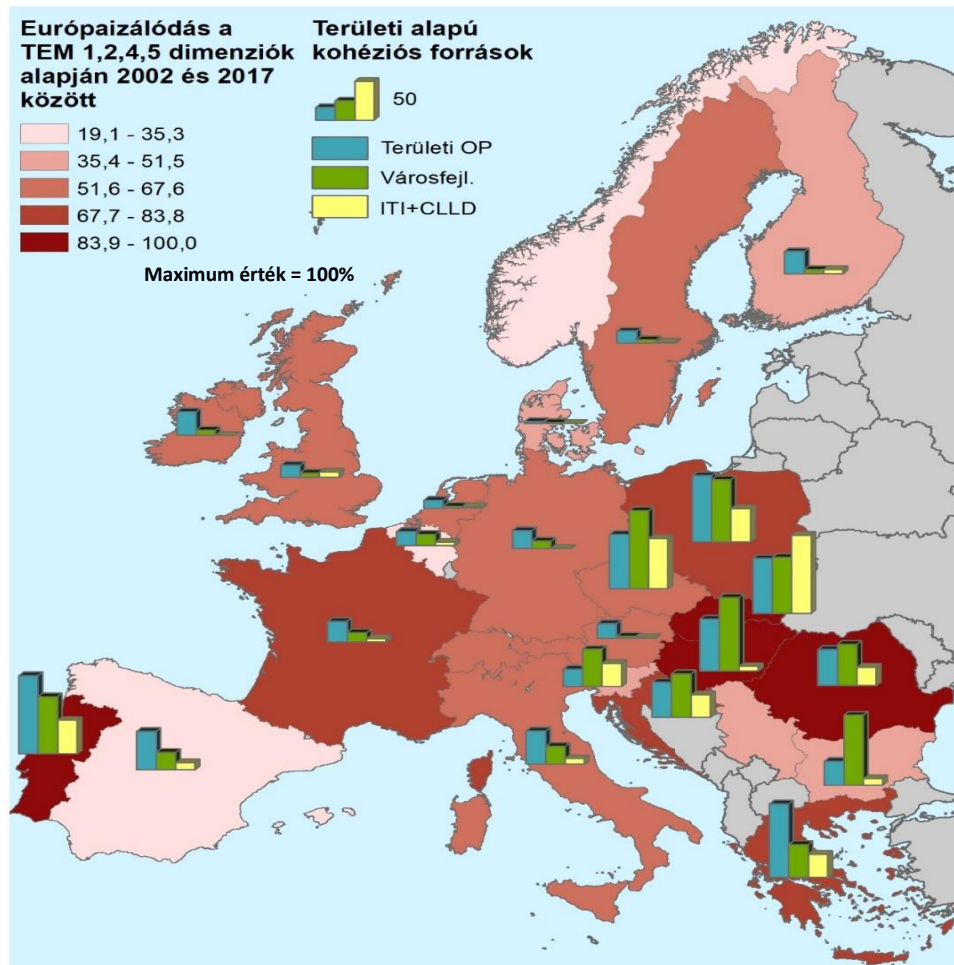 Európaizálódás a
TEM 1,2,4,5 dimenziók
alapján 2002 és 2017
között
19,1 - 35,3
35,4 - 51,5
51,6 - 67,6
67,7 - 83,8
83,9 - 100,0
Területi alapú
kohéziós források
50
Területi OP
Városfejl.
ITI+CLLD
Maximum érték = 100%